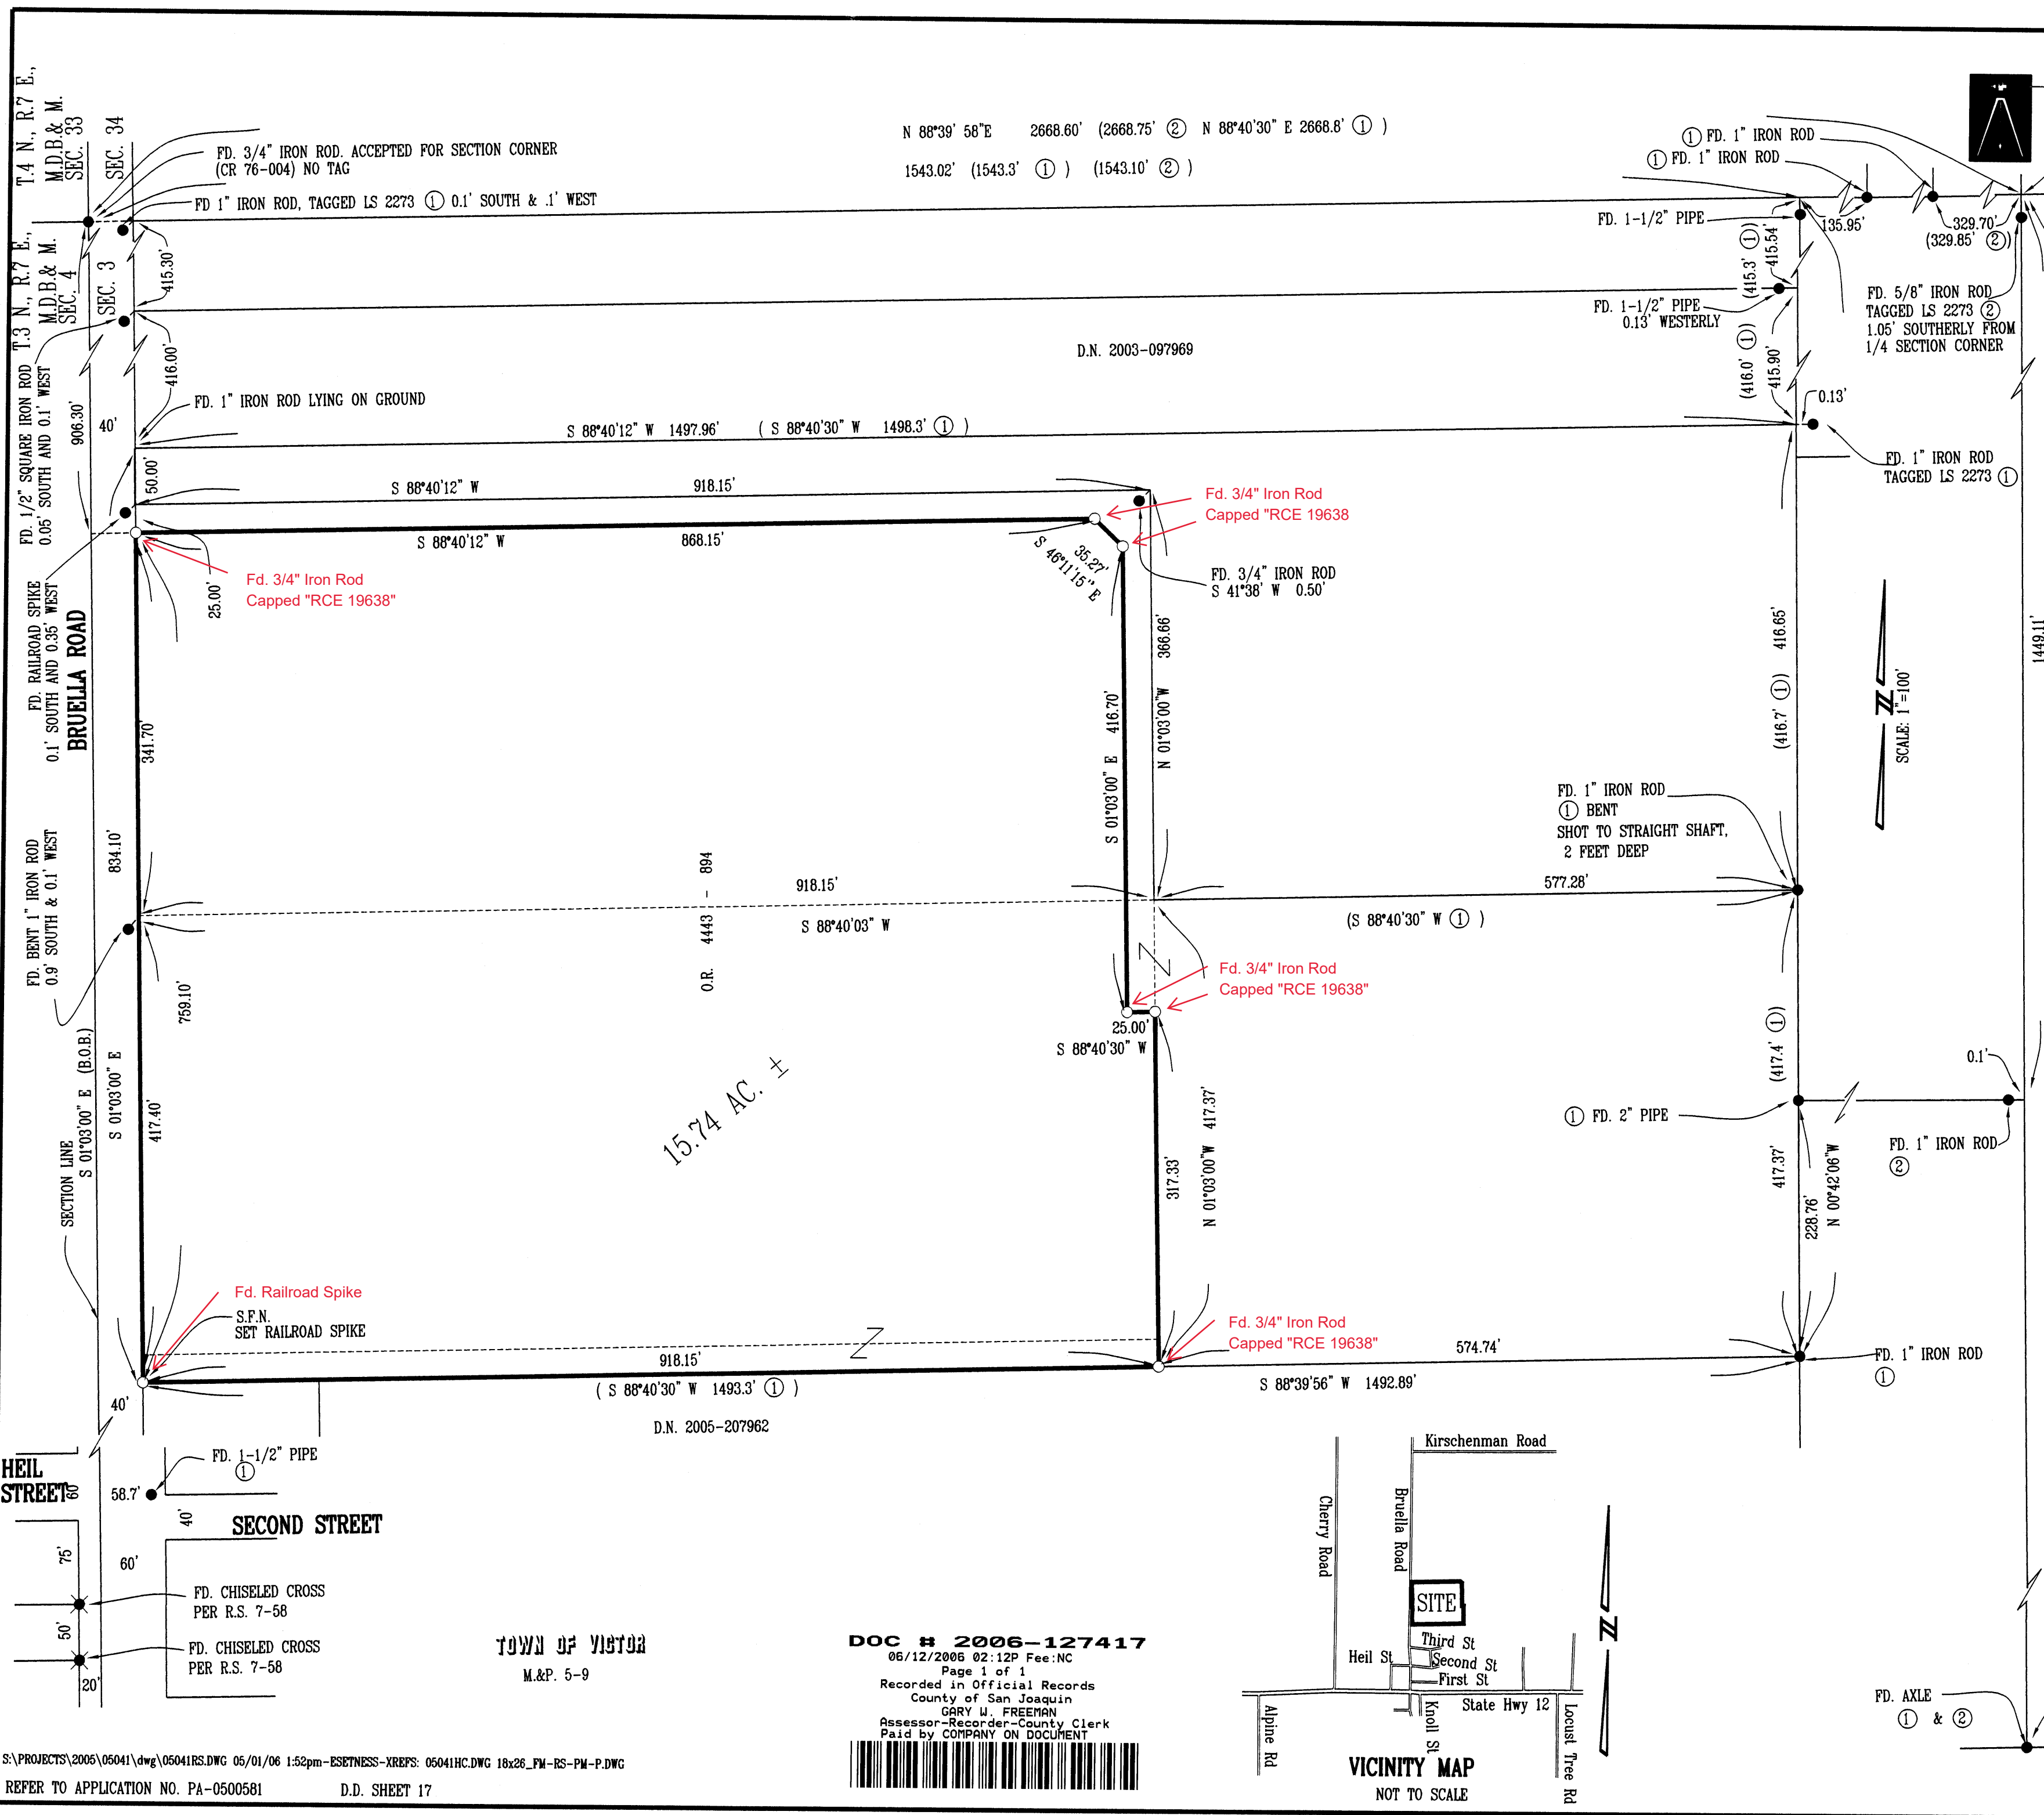 T.4 N., R.7 E.,
M.D.B.& M.
SEC. 33
SEC. 34
T.3 N., R.7 E.,
M.D.B.& M.
SEC. 4
SEC. 3
FD. 3/4" IRON ROD. ACCEPTED FOR SECTION CORNER
(CR 76-004) NO TAG
FD 1" IRON ROD, TAGGED LS 2273 ① 0.1' SOUTH & .1' WEST
N 88°39' 58"E 2668.60' (2668.75' ② N 88°40'30" E 2668.8' ① )
1543.02' (1543.3' ① ) (1543.10' ② )
① FD. 1" IRON ROD
① FD. 1" IRON ROD
FD. 1-1/2" PIPE
135.95'
329.70'
(329.85' ②)
415.30'
(415.3' ①)
415.54'
FD. 1-1/2" PIPE
0.13' WESTERLY
FD. 5/8" IRON ROD
TAGGED LS 2273 ②
1.05' SOUTHERLY FROM
1/4 SECTION CORNER
D.N. 2003-097969
416.00'
(416.0' ①)
415.90'
0.13'
FD. 1/2" SQUARE IRON ROD
0.05' SOUTH AND 0.1' WEST
906.30'
40'
FD. 1" IRON ROD LYING ON GROUND
S 88°40'12" W 1497.96' ( S 88°40'30" W 1498.3' ① )
FD. 1" IRON ROD
TAGGED LS 2273 ①
50.00'
S 88°40'12" W 918.15'
Fd. 3/4" Iron Rod
Capped "RCE 19638
S 88°40'12" W 868.15'
35.27'
S 46°11'15" E
FD. 3/4" IRON ROD
S 41°38' W 0.50'
Fd. 3/4" Iron Rod
Capped "RCE 19638"
25.00'
FD. RAILROAD SPIKE
0.1' SOUTH AND 0.35' WEST
BRUELLA ROAD
341.70'
366.66'
N 01°03'00"W
416.70'
S 01°03'00" E
416.65'
(416.7' ①)
N
SCALE: 1"=100'
1449.11'
FD. 1" IRON ROD
① BENT
SHOT TO STRAIGHT SHAFT,
2 FEET DEEP
FD. BENT 1" IRON ROD
0.9' SOUTH & 0.1' WEST
834.10'
O.R. 4443 - 894
918.15'
S 88°40'03" W
577.28'
(S 88°40'30" W ① )
759.10'
Fd. 3/4" Iron Rod
Capped "RCE 19638"
25.00'
S 88°40'30" W
SECTION LINE
S 01°03'00" E (B.O.B.)
S 01°03'00" E
417.40'
15.74 AC. ±
(417.4' ①)
0.1'
① FD. 2" PIPE
FD. 1" IRON ROD
②
317.33'
N 01°03'00"W 417.37'
417.37'
228.76'
N 00°42'06"W
Fd. Railroad Spike
S.F.N.
SET RAILROAD SPIKE
Fd. 3/4" Iron Rod
Capped "RCE 19638"
918.15'
574.74'
( S 88°40'30" W 1493.3' ① )
S 88°39'56" W 1492.89'
FD. 1" IRON ROD
①
40'
D.N. 2005-207962
FD. 1-1/2" PIPE
①
HEIL
STREET
60'
58.7'
40'
SECOND STREET
75'
60'
FD. CHISELED CROSS
PER R.S. 7-58
50'
FD. CHISELED CROSS
PER R.S. 7-58
20'
TOWN OF VICTOR
M.&P. 5-9
DOC # 2006-127417
06/12/2006 02:12P Fee:NC
Page 1 of 1
Recorded in Official Records
County of San Joaquin
GARY W. FREEMAN
Assessor-Recorder-County Clerk
Paid by COMPANY ON DOCUMENT
Kirschenman Road
Cherry Road
Bruella Road
SITE
Third St
Heil St
Second St
First St
State Hwy 12
Alpine Rd
Knoll St
Locust Tree Rd
N
VICINITY MAP
NOT TO SCALE
FD. AXLE
① & ②
S:\PROJECTS\2005\05041\dwg\05041RS.DWG 05/01/06 1:52pm-ESETNESS-XREFS: 05041HC.DWG 18x26_FM-RS-PM-P.DWG
REFER TO APPLICATION NO. PA-0500581 D.D. SHEET 17